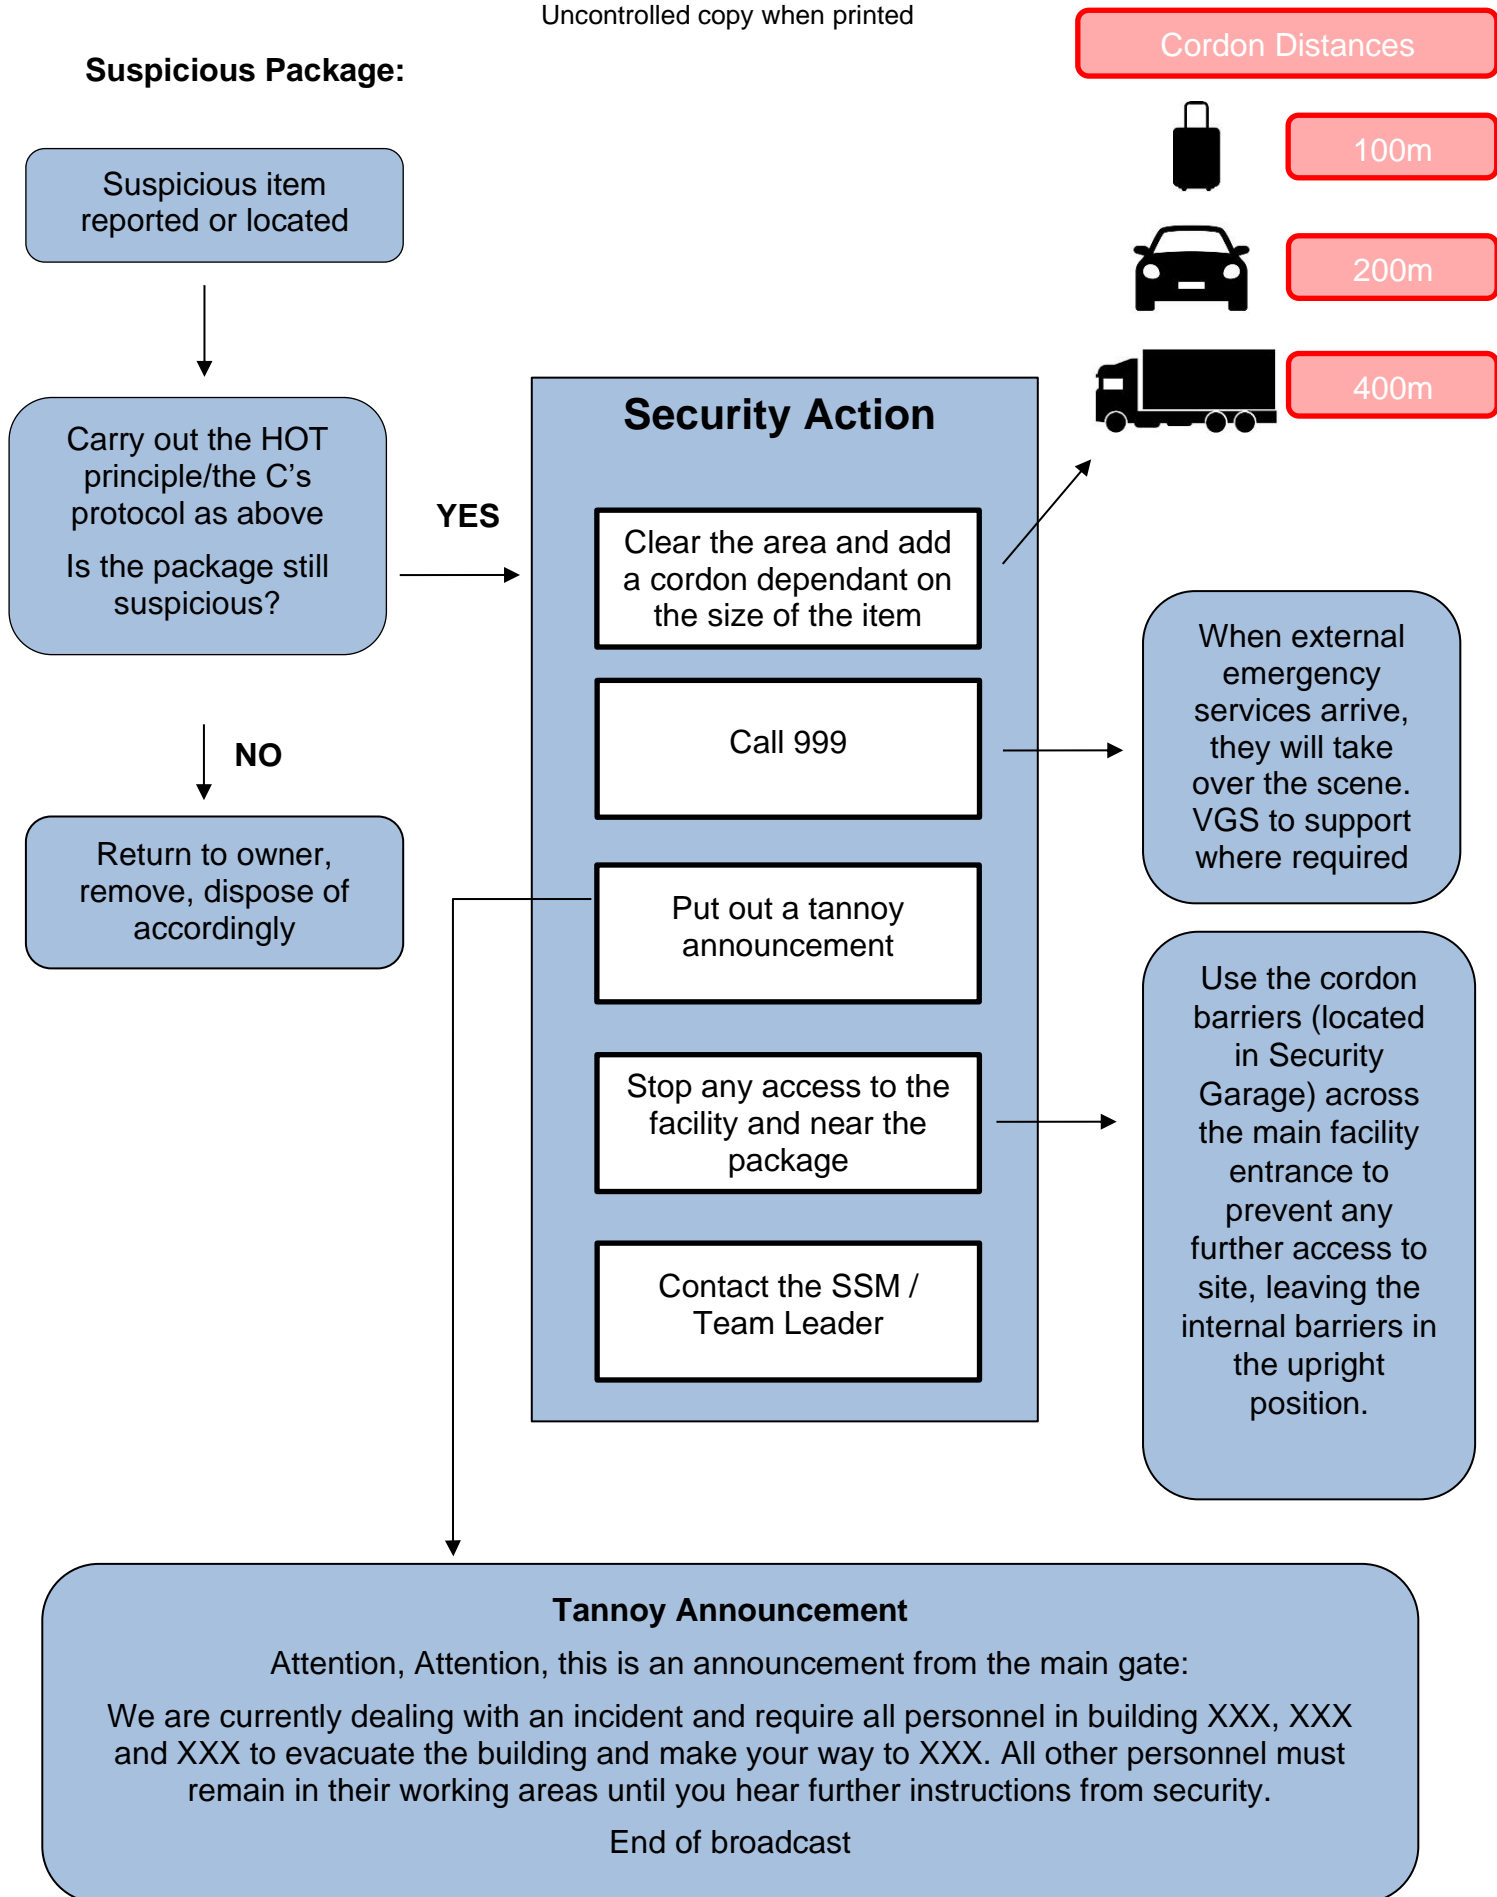 Uncontrolled copy when printed
Suspicious Package:
Cordon Distances
100m
200m
400m
Suspicious item
reported or located
Carry out the HOT
principle/the C’s
protocol as above
Is the package still
suspicious?
YES
NO
Return to owner,
remove, dispose of
accordingly
Security Action
Clear the area and add
a cordon dependant on
the size of the item
Call 999
Put out a tannoy
announcement
Stop any access to the
facility and near the
package
Contact the SSM /
Team Leader
When external
emergency
services arrive,
they will take
over the scene.
VGS to support
where required
Use the cordon
barriers (located
in Security
Garage) across
the main facility
entrance to
prevent any
further access to
site, leaving the
internal barriers in
the upright
position.
Tannoy Announcement
Attention, Attention, this is an announcement from the main gate:
We are currently dealing with an incident and require all personnel in building XXX, XXX
and XXX to evacuate the building and make your way to XXX. All other personnel must
remain in their working areas until you hear further instructions from security.
End of broadcast